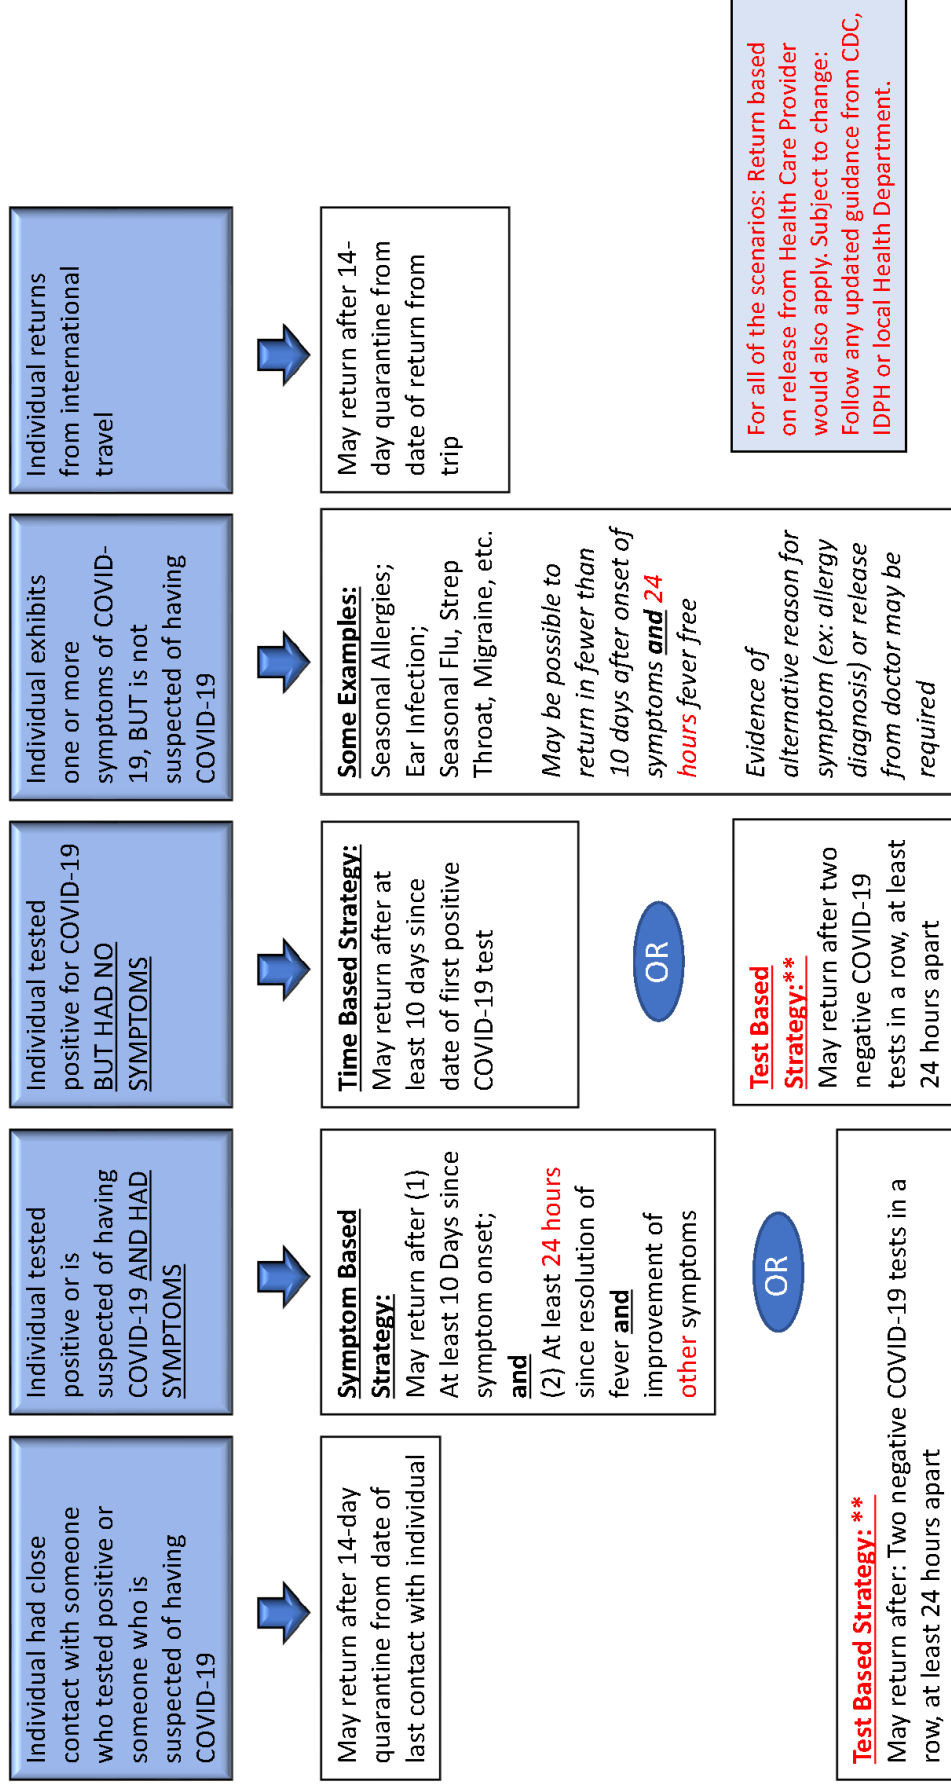 Individual had close
contact with someone
who tested positive or
someone who is
suspected of having
COVID-19
May return after 14-day
quarantine from date of
last contact with individual
Individual tested
positive or is
suspected of having
COVID-19 AND HAD
SYMPTOMS
Symptom Based
Strategy:
May return after (1)
At least 10 Days since
symptom onset;
and
(2) At least 24 hours
since resolution of
fever and
improvement of
other symptoms
OR
Test Based Strategy: **
May return after: Two negative COVID-19 tests in a
row, at least 24 hours apart
Individual tested
positive for COVID-19
BUT HAD NO
SYMPTOMS
Time Based Strategy:
May return after at
least 10 days since
date of first positive
COVID-19 test
OR
Test Based
Strategy:**
May return after two
negative COVID-19
tests in a row, at least
24 hours apart
Individual exhibits
one or more
symptoms of COVID-
19, BUT is not
suspected of having
COVID-19
Some Examples:
Seasonal Allergies;
Ear Infection;
Seasonal Flu, Strep
Throat, Migraine, etc.
May be possible to
return in fewer than
10 days after onset of
symptoms and 24
hours fever free
Evidence of
alternative reason for
symptom (ex: allergy
diagnosis) or release
from doctor may be
required
Individual returns
from international
travel
May return after 14-
day quarantine from
date of return from
trip
For all of the scenarios: Return based
on release from Health Care Provider
would also apply. Subject to change:
Follow any updated guidance from CDC,
IDPH or local Health Department.